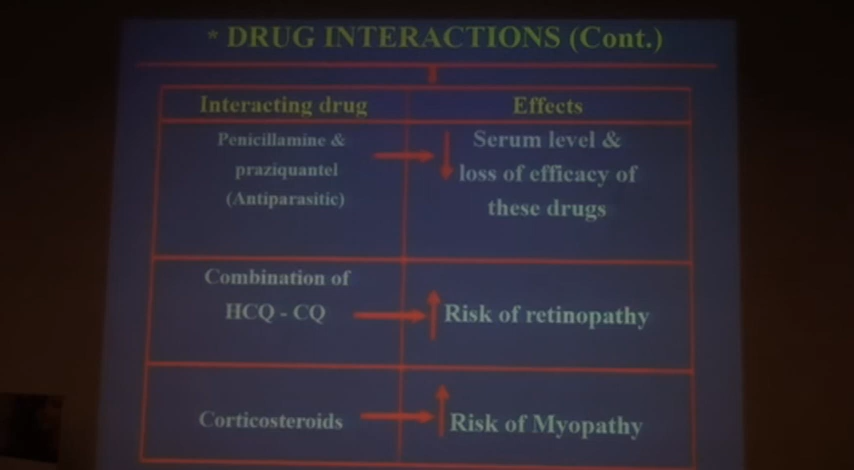 * DRUG INTERACTIONS (Cont.)
Interacting drug
Effects
Penicillamine &
praziquantel
(Antiparasitic)
Serum level &
loss of efficacy of
these drugs
Combination of
HCQ - CQ
Risk of retinopathy
Corticosteroids
Risk of Myopathy